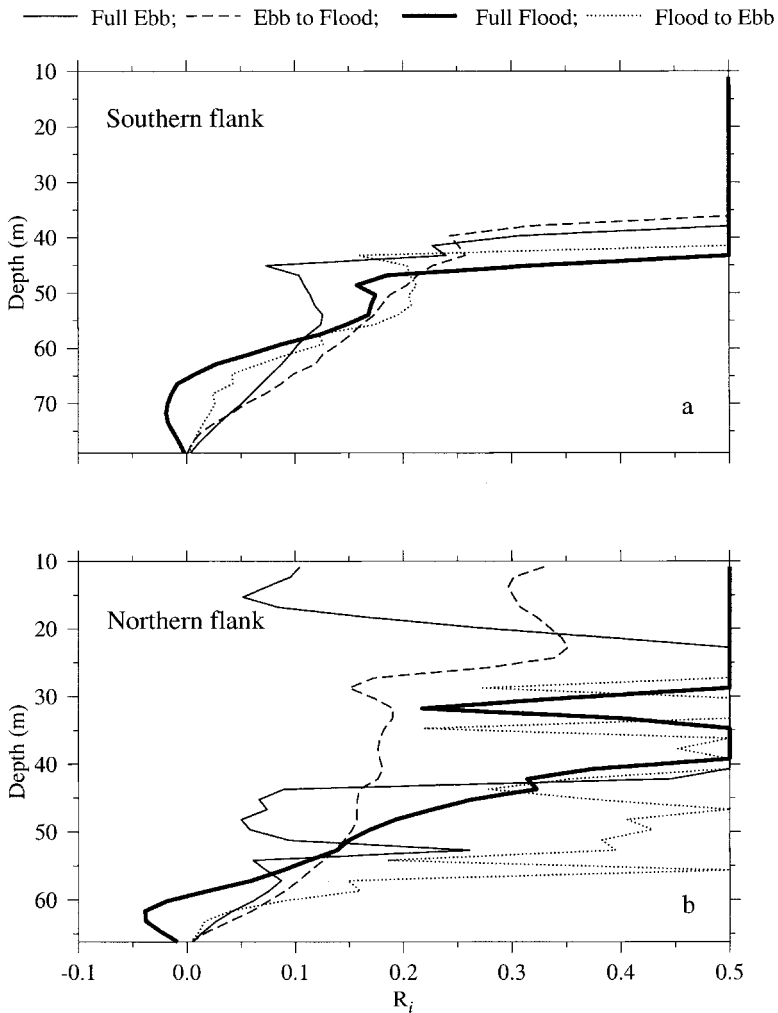 Full Ebb; Ebb to Flood; Full Flood; Flood to Ebb
10
Southern flank
20
30
40
50
60
70
Depth (m)
a
10
Northern flank
20
30
40
50
60
Depth (m)
b
-0.1 0.0 0.1 0.2 0.3 0.4 0.5
Ri